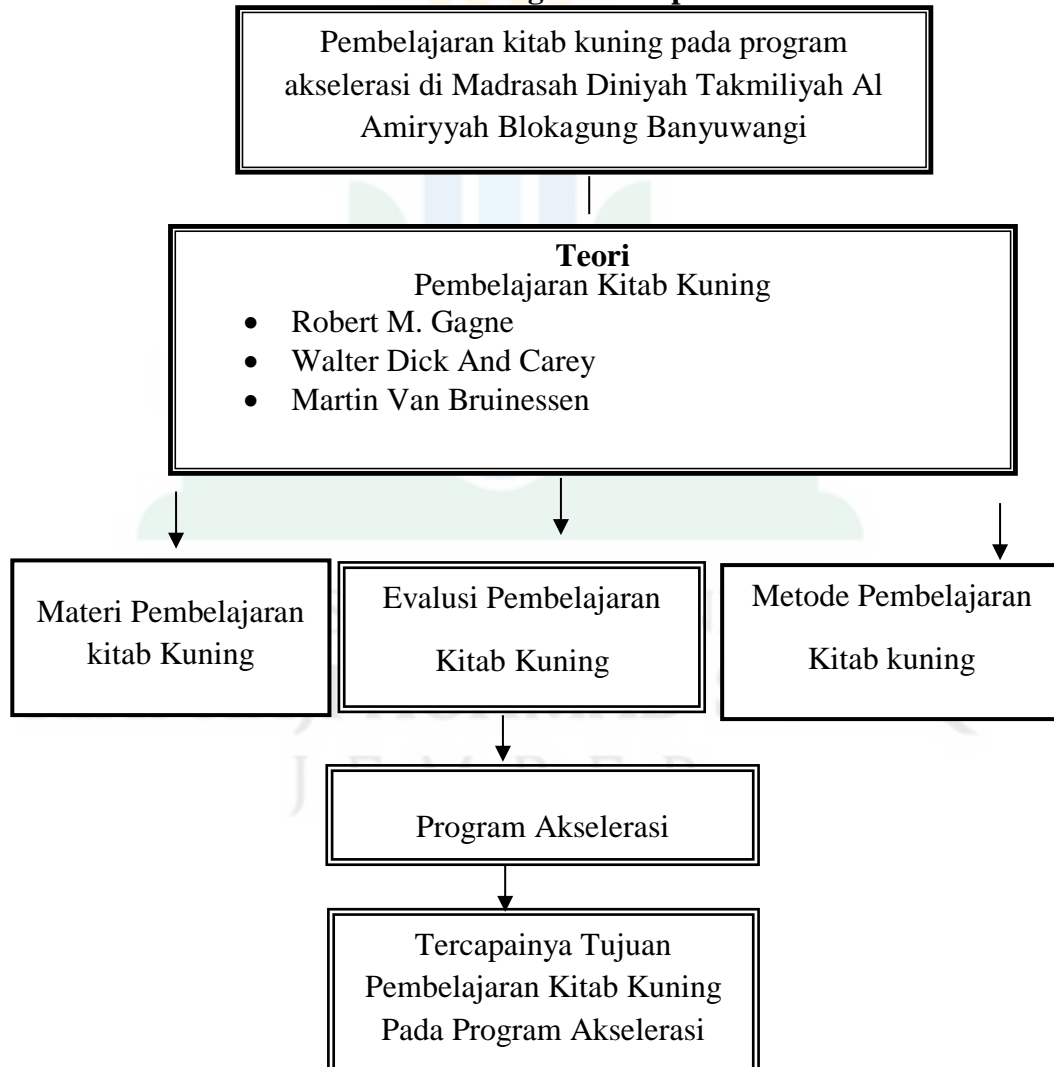 Pembelajaran kitab kuning pada program
akselerasi di Madrasah Diniyah Takmiliyah Al
Amiryyah Blokagung Banyuwangi
Teori
Pembelajaran Kitab Kuning
• Robert M. Gagne
• Walter Dick And Carey
• Martin Van Bruinessen
Materi Pembelajaran
kitab Kuning
Evalusi Pembelajaran
Kitab Kuning
Metode Pembelajaran
Kitab kuning
J E M B E R
Program Akselerasi
Tercapainya Tujuan
Pembelajaran Kitab Kuning
Pada Program Akselerasi